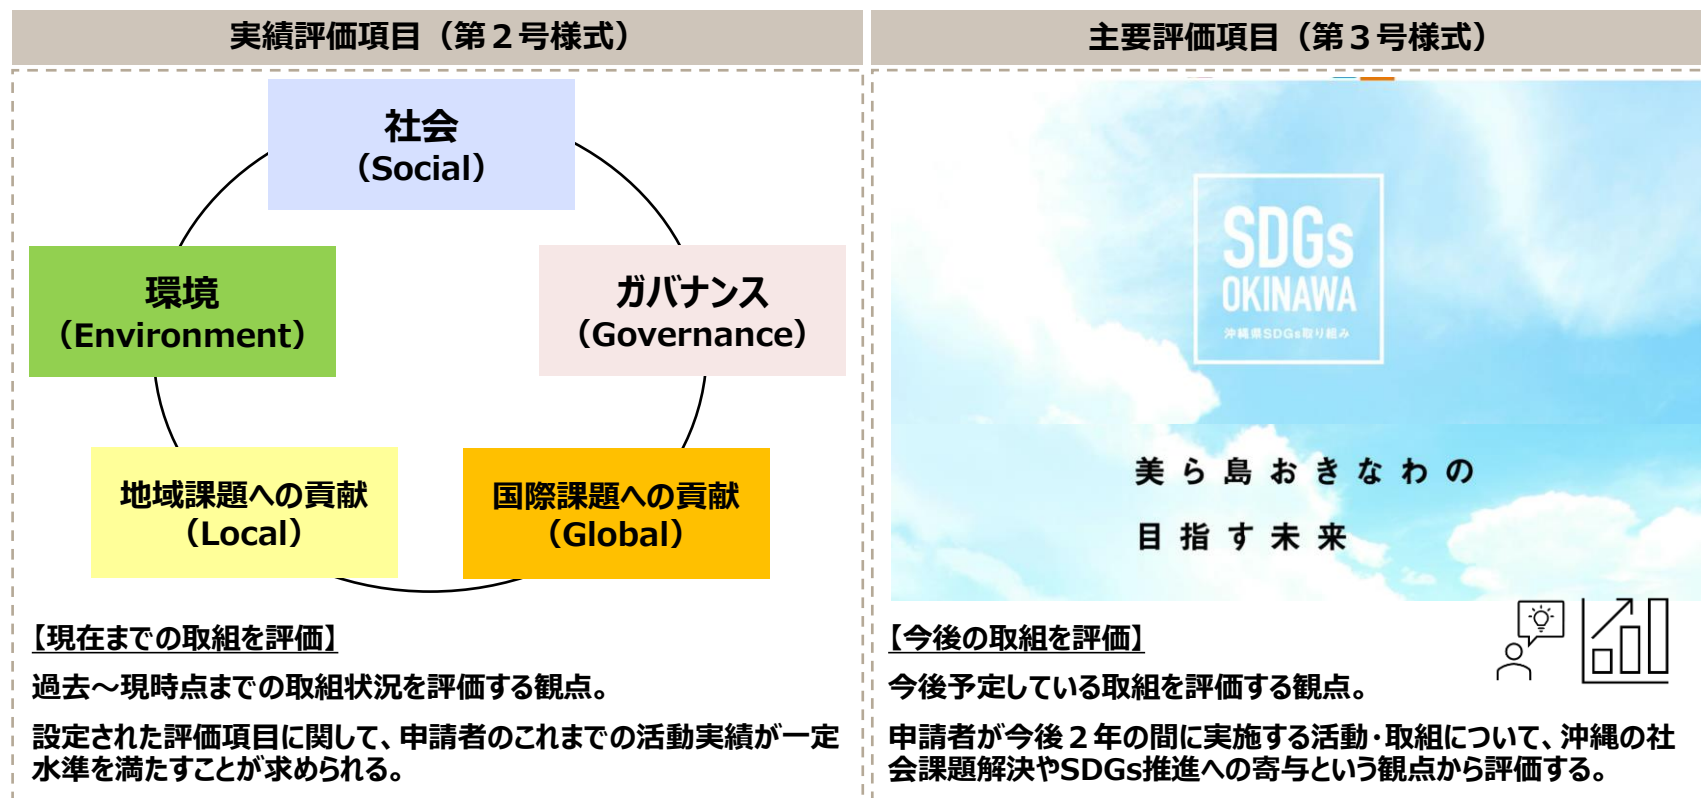 実績評価項目（第２号様式）
社会
（Social）
環境
（Environment）
ガバナンス
（Governance）
地域課題への貢献
（Local）
国際課題への貢献
（Global）
【現在までの取組を評価】
過去～現時点までの取組状況を評価する観点。
設定された評価項目に関して、申請者のこれまでの活動実績が一定
水準を満たすことが求められる。
主要評価項目（第３号様式）
SDGs
OKINAWA
沖縄県SDGs取り組み
美ら島おきなわの
目指す未来
【今後の取組を評価】
今後予定している取組を評価する観点。
申請者が今後２年の間に実施する活動･取組について、沖縄の社
会課題解決やSDGs推進への寄与という観点から評価する。